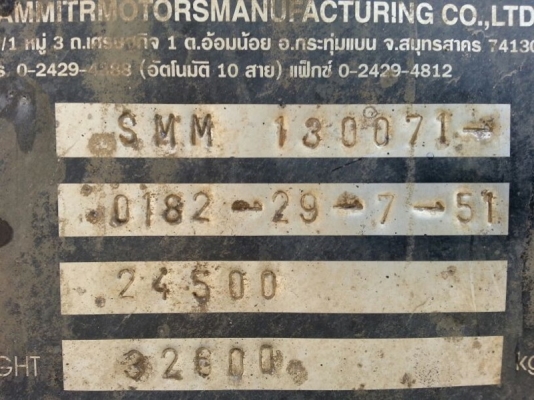 AMMITRMOTORSMANUFACTURING CO.,LTD
/1 หมู่ 3 ถ.เศรษฐกิจ 1 ต.อ้อมน้อย อ.กระทุ่มแบน จ.สมุทรสาคร 74130
ร. 0-2429-4888 (อัตโนมัติ 10 สาย) แฟ็กซ์ 0-2429-4812
SMM 130071-
0182-29-7-51
24500
GHT 32600 kg